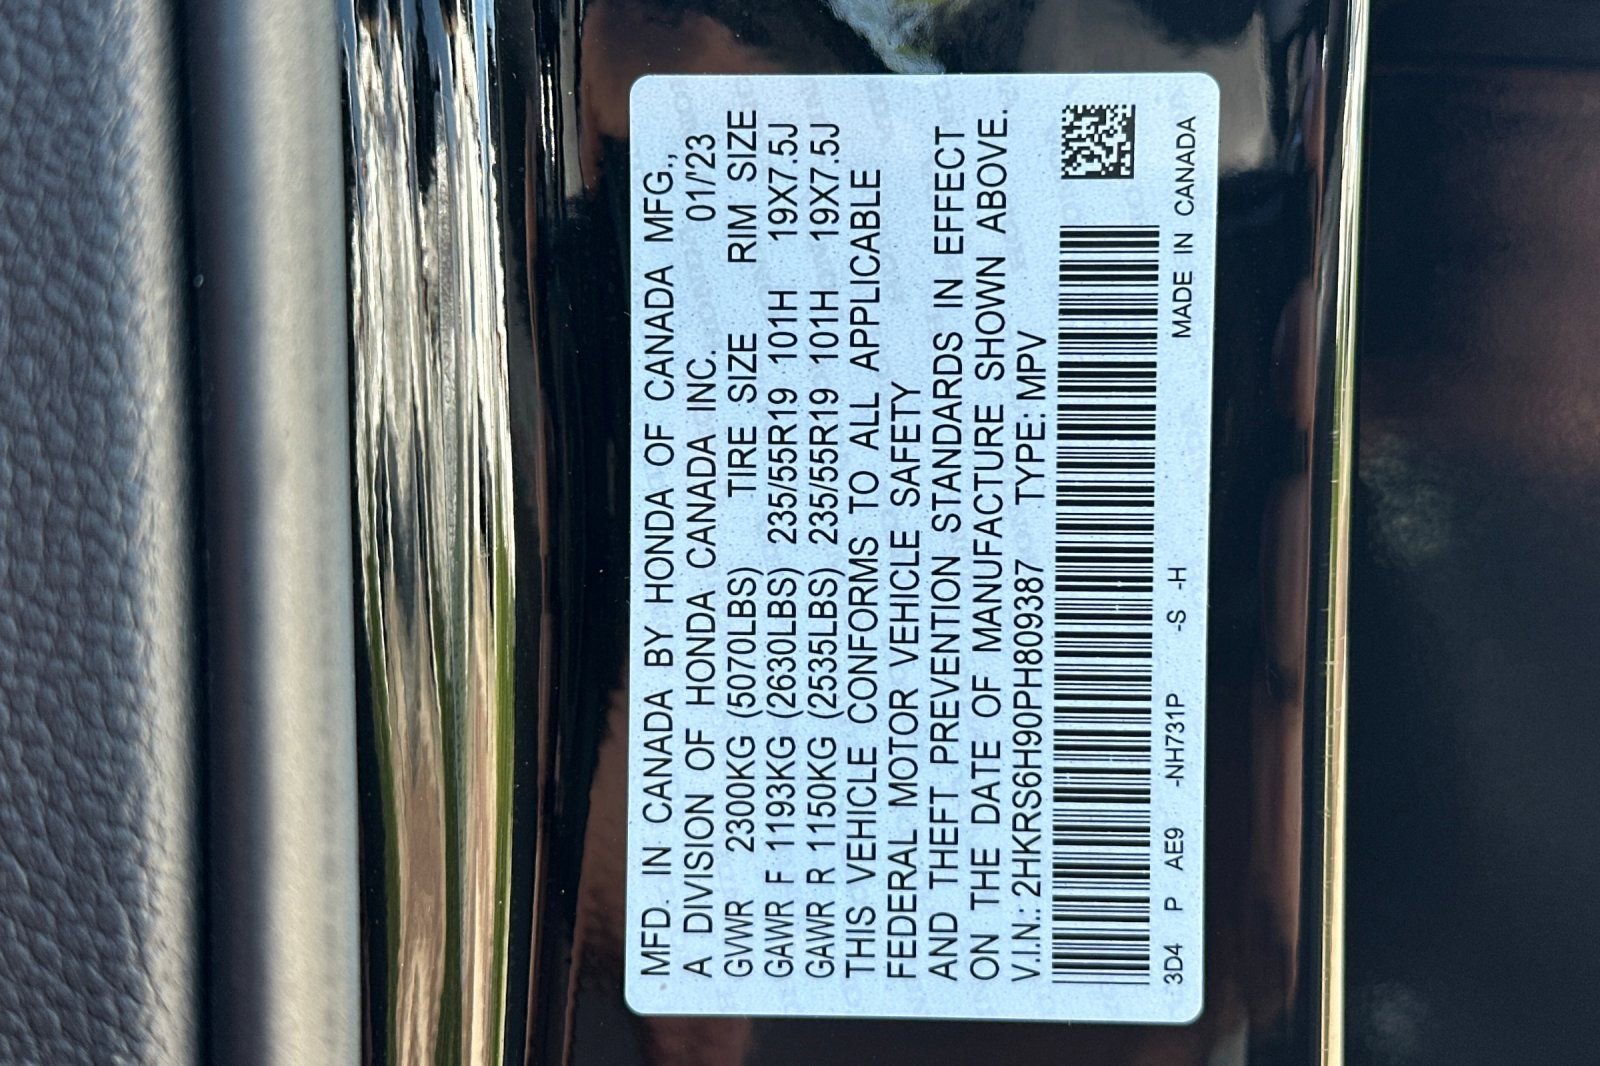 MFD. IN CANADA BY HONDA OF CANADA MFG.,
A DIVISION OF HONDA CANADA INC. 01/'23
GVWR 2300KG (5070LBS) TIRE SIZE RIM SIZE
GAWR F 1193KG (2630LBS) 235/55R19 101H 19X7.5J
GAWR R 1150KG (2535LBS) 235/55R19 101H 19X7.5J
THIS VEHICLE CONFORMS TO ALL APPLICABLE
FEDERAL MOTOR VEHICLE SAFETY
AND THEFT PREVENTION STANDARDS IN EFFECT
ON THE DATE OF MANUFACTURE SHOWN ABOVE.
V.I.N.: 2HKRS6H90PH809387 TYPE: MPV
3D4 P AE9 -NH731P -S -H MADE IN CANADA